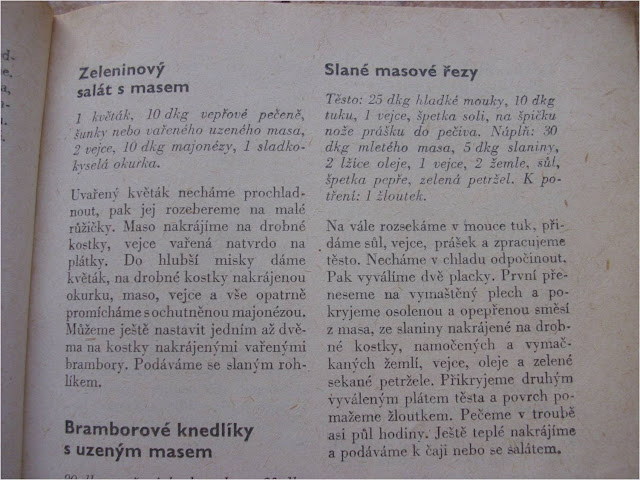 Zeleninový
salát s masem
1 květák, 10 dkg vepřové pečeně,
šunky nebo vařeného uzeného masa,
2 vejce, 10 dkg majonézy, 1 sladko-
kyselá okurka.
Uvařený květák necháme prochlad-
nout, pak jej rozebereme na malé
růžičky. Maso nakrájíme na drobné
kostky, vejce vařená natvrdo na
plátky. Do hlubší misky dáme
květák, na drobné kostky nakrájenou
okurku, maso, vejce a vše opatrně
promícháme s ochutněnou majonézou.
Můžeme ještě nastavit jedním až dvě-
ma na kostky nakrájenými vařenými
brambory. Podáváme se slaným roh-
líkem.
Bramborové knedlíky
s uzeným masem
Slané masové řezy
Těsto: 25 dkg hladké mouky, 10 dkg
tuku, 1 vejce, špetka soli, na špičku
nože prášku do pečiva. Náplň: 30
dkg mletého masa, 5 dkg slaniny,
2 lžíce oleje, 1 vejce, 2 žemle, sůl,
špetka pepře, zelená petržel. K po-
tření: 1 žloutek.
Na vále rozsekáme v mouce tuk, při-
dáme sůl, vejce, prášek a zpracujeme
těsto. Necháme v chladu odpočinout.
Pak vyválíme dvě placky. První pře-
neseme na vymaštěný plech a po-
kryjeme osolenou a opepřenou směsí
z masa, ze slaniny nakrájené na drob-
né kostky, namočených a vymač-
kaných žemlí, vejce, oleje a zelené
sekané petržele. Přikryjeme druhým
vyváleným plátem těsta a povrch po-
mažeme žloutkem. Pečeme v troubě
asi půl hodiny. Ještě teplé nakrájíme
a podáváme k čaji nebo se salátem.